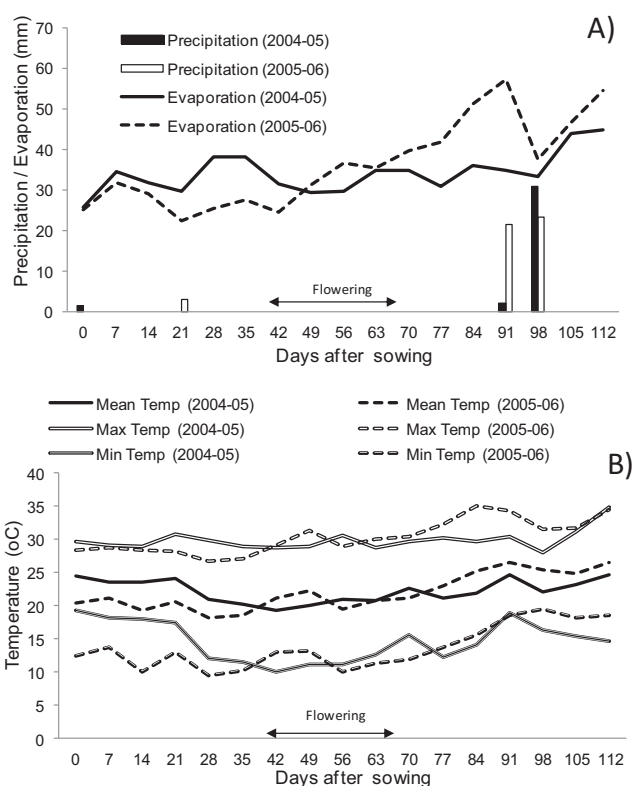 A)
Precipitation (2004-05)
Precipitation (2005-06)
Evaporation (2004-05)
Evaporation (2005-06)
Precipitation / Evaporation (mm)
70
60
50
40
30
20
10
0
Flowering
0 7 14 21 28 35 42 49 56 63 70 77 84 91 98 105 112
Days after sowing
Mean Temp (2004-05) Mean Temp (2005-06)
Max Temp (2004-05) Max Temp (2005-06)
Min Temp (2004-05) Min Temp (2005-06)
B)
Temperature (oC)
40
35
30
25
20
15
10
5
0
Flowering
0 7 14 21 28 35 42 49 56 63 70 77 84 91 98 105 112
Days after sowing